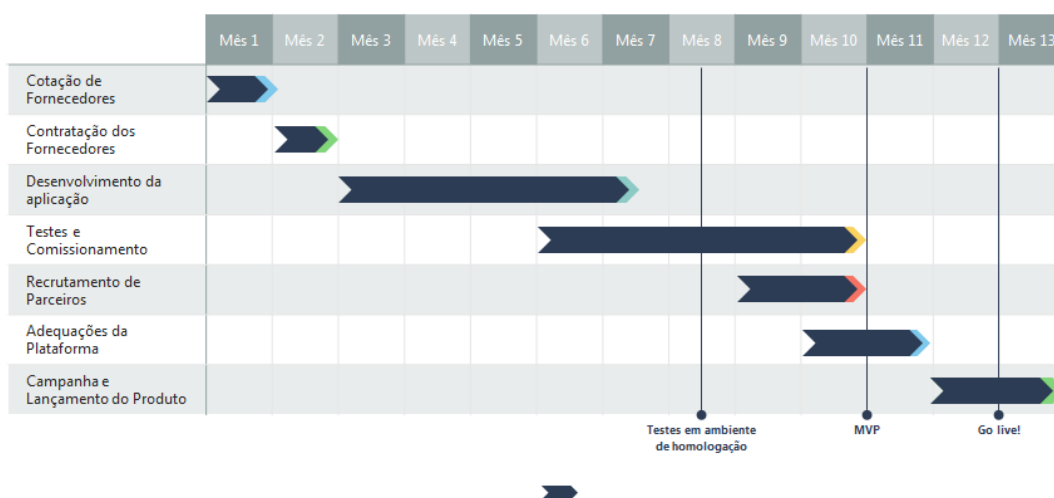 Mês 1 Mês 2 Mês 3 Mês 4 Mês 5 Mês 6 Mês 7 Mês 8 Mês 9 Mês 10 Mês 11 Mês 12 Mês 13
Cotação de
Fornecedores
Contratação dos
Fornecedores
Desenvolvimento da
aplicação
Testes e
Comissionamento
Recrutamento de
Parceiros
Adequações da
Plataforma
Campanha e
Lançamento do Produto
Testes em ambiente
de homologação
MVP
Go live!